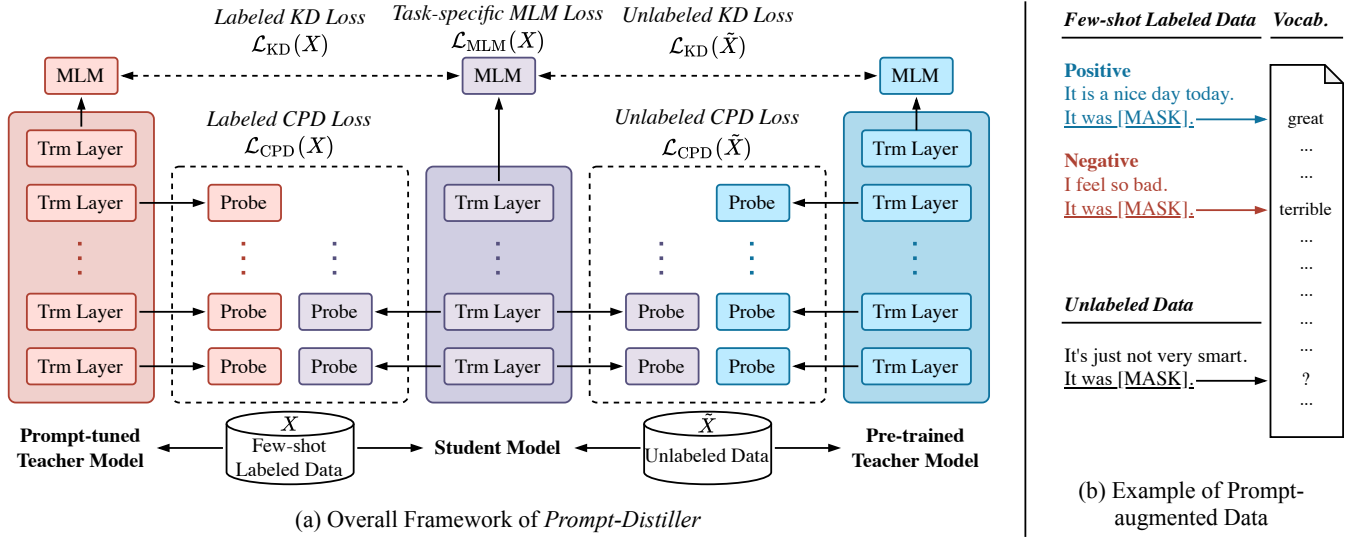 Labeled KD Loss
ℒ_KD(X)
Task-specific MLM Loss
ℒ_MLM(X)
Unlabeled KD Loss
ℒ_KD(X̃)
MLM
MLM
MLM
Labeled CPD Loss
ℒ_CPD(X)
Unlabeled CPD Loss
ℒ_CPD(X̃)
Trm Layer
Trm Layer
Trm Layer
Probe
Trm Layer
Probe
Trm Layer
Trm Layer
Probe
Probe
Trm Layer
Probe
Probe
Trm Layer
Trm Layer
Probe
Probe
Trm Layer
Probe
Probe
Trm Layer
Prompt-tuned
Teacher Model
X
Few-shot
Labeled Data
Student Model
X̃
Unlabeled Data
Pre-trained
Teacher Model
(a) Overall Framework of Prompt-Distiller
Few-shot Labeled Data
Vocab.
Positive
It is a nice day today.
It was [MASK].
great
...
...
Negative
I feel so bad.
It was [MASK].
terrible
...
...
...
...
...
Unlabeled Data
It's just not very smart.
It was [MASK].
?
...
(b) Example of Prompt-
augmented Data